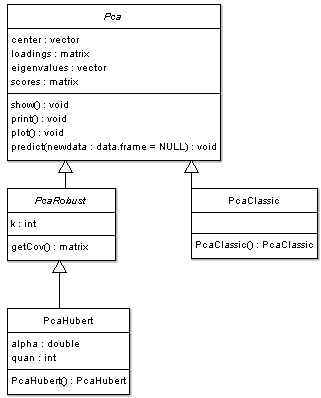 Pca
center : vector
loadings : matrix
eigenvalues : vector
scores : matrix
show() : void
print() : void
plot() : void
predict(newdata : data.frame = NULL) : void
PcaRobust
k : int
getCov() : matrix
PcaClassic
PcaClassic() : PcaClassic
PcaHubert
alpha : double
quan : int
PcaHubert() : PcaHubert